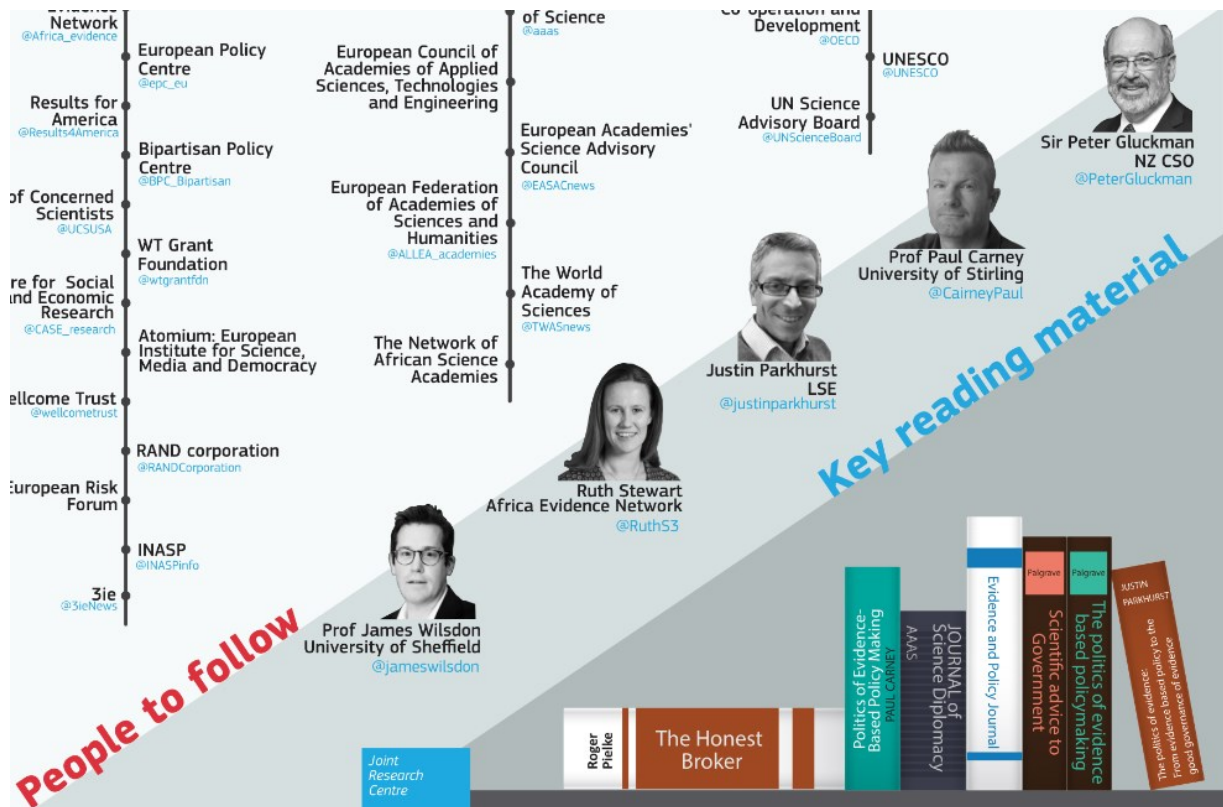 Network
@Africa_evidence
European Policy
Centre
@epc_eu
Results for
America
@Results4America
Bipartisan Policy
Centre
@BPC_Bipartisan
of Concerned
Scientists
@UCSUSA
WT Grant
Foundation
@wtgrantfdn
re for Social
and Economic
Research
@CASE_research
Atomium: European
Institute for Science,
Media and Democracy
ellcome Trust
@wellcometrust
RAND corporation
@RANDCorporation
European Risk
Forum
INASP
@INASPinfo
3ie
@3ieNews
of Science
@aaas
European Council of
Academies of Applied
Sciences, Technologies
and Engineering
European Academies'
Science Advisory
Council
@EASACnews
European Federation
of Academies of
Sciences and
Humanities
@ALLEA_academies
The World
Academy of
Sciences
@TWASnews
The Network of
African Science
Academies
Co-operation and
Development
@OECD
UNESCO
@UNESCO
UN Science
Advisory Board
@UNScienceBoard
People to follow
Prof James Wilsdon
University of Sheffield
@jameswilsdon
Ruth Stewart
Africa Evidence Network
@RuthS3
Justin Parkhurst
LSE
@justinparkhurst
Prof Paul Carney
University of Stirling
@CairneyPaul
Sir Peter Gluckman
NZ CSO
@PeterGluckman
Key reading material
Roger
Pielke
The Honest
Broker
Politics of Evidence-
Based Policy Making
PAUL CARNEY
JOURNAL of
Science Diplomacy
AAAS
Evidence and Policy Journal
Palgrave
Scientific advice to
Government
Palgrave
The politics of evidence
based policymaking
JUSTIN
PARKHURST
The politics of evidence:
From evidence based policy to the
good governance of evidence
Joint
Research
Centre